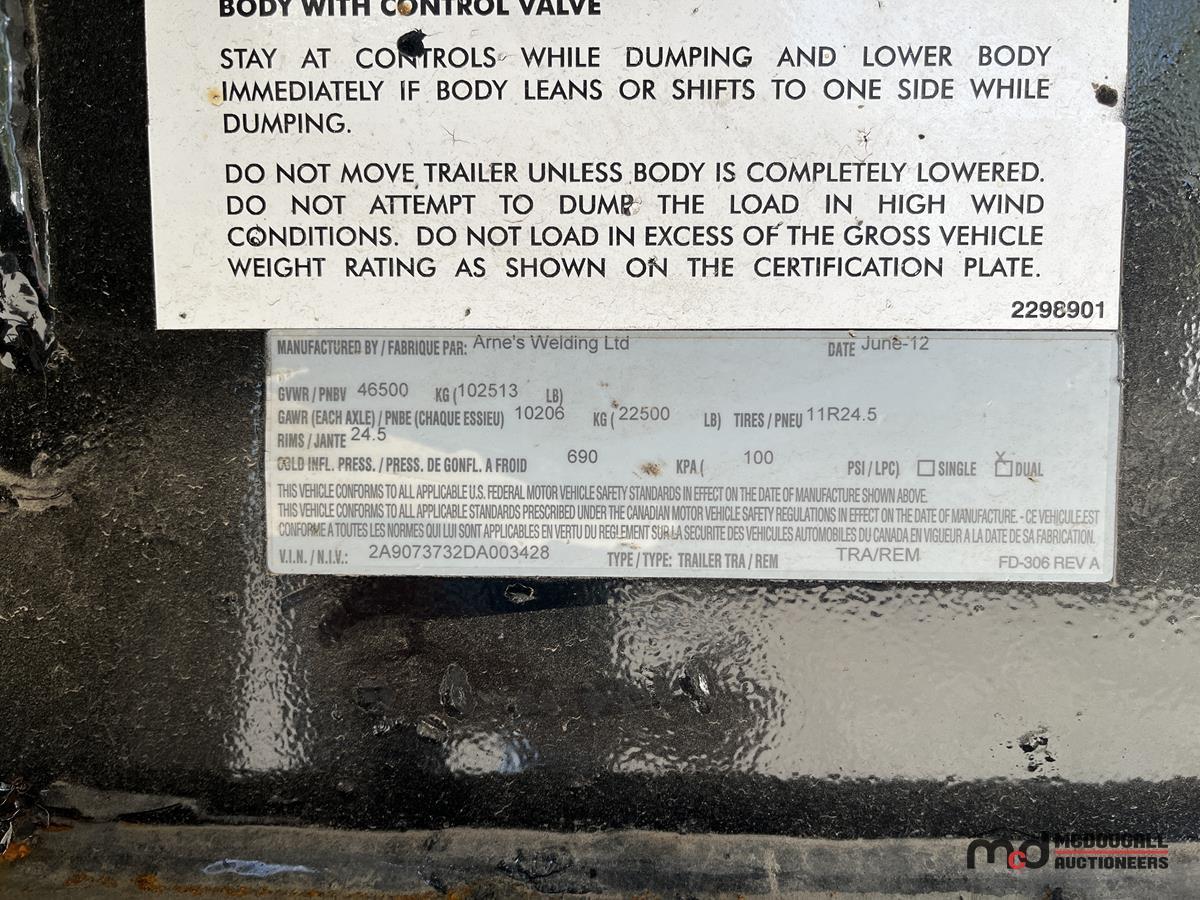 BODY WITH CONTROL VALVE
STAY AT CONTROLS WHILE DUMPING AND LOWER BODY
IMMEDIATELY IF BODY LEANS OR SHIFTS TO ONE SIDE WHILE
DUMPING.
DO NOT MOVE TRAILER UNLESS BODY IS COMPLETELY LOWERED.
DO NOT ATTEMPT TO DUMP THE LOAD IN HIGH WIND
CONDITIONS. DO NOT LOAD IN EXCESS OF THE GROSS VEHICLE
WEIGHT RATING AS SHOWN ON THE CERTIFICATION PLATE.
2298901
MANUFACTURED BY / FABRIQUE PAR: Arne's Welding Ltd DATE June-12
GVWR / PNBV 46500 KG (102513 LB)
GAWR (EACH AXLE) / PNBE (CHAQUE ESSIEU) 10206 KG (22500 LB) TIRES / PNEU 11R24.5
RIMS / JANTE 24.5
COLD INFL. PRESS. / PRESS. DE GONFL. A FROID 690 KPA ( 100 PSI / LPC) SINGLE X DUAL
THIS VEHICLE CONFORMS TO ALL APPLICABLE U.S. FEDERAL MOTOR VEHICLE SAFETY STANDARDS IN EFFECT ON THE DATE OF MANUFACTURE SHOWN ABOVE.
THIS VEHICLE CONFORMS TO ALL APPLICABLE STANDARDS PRESCRIBED UNDER THE CANADIAN MOTOR VEHICLE SAFETY REGULATIONS IN EFFECT ON THE DATE OF MANUFACTURE. - CE VEHICULE EST
CONFORME A TOUTES LES NORMES QUI LUI SONT APPLICABLES EN VERTU DU REGLEMENT SUR LA SECURITE DES VEHICULES AUTOMOBILES DU CANADA EN VIGUEUR A LA DATE DE SA FABRICATION.
V.I.N. / N.I.V.: 2A9073732DA003428 TYPE / TYPE: TRAILER TRA / REM TRA/REM FD-306 REV A
mcd MCDOUGALL
AUCTIONEERS